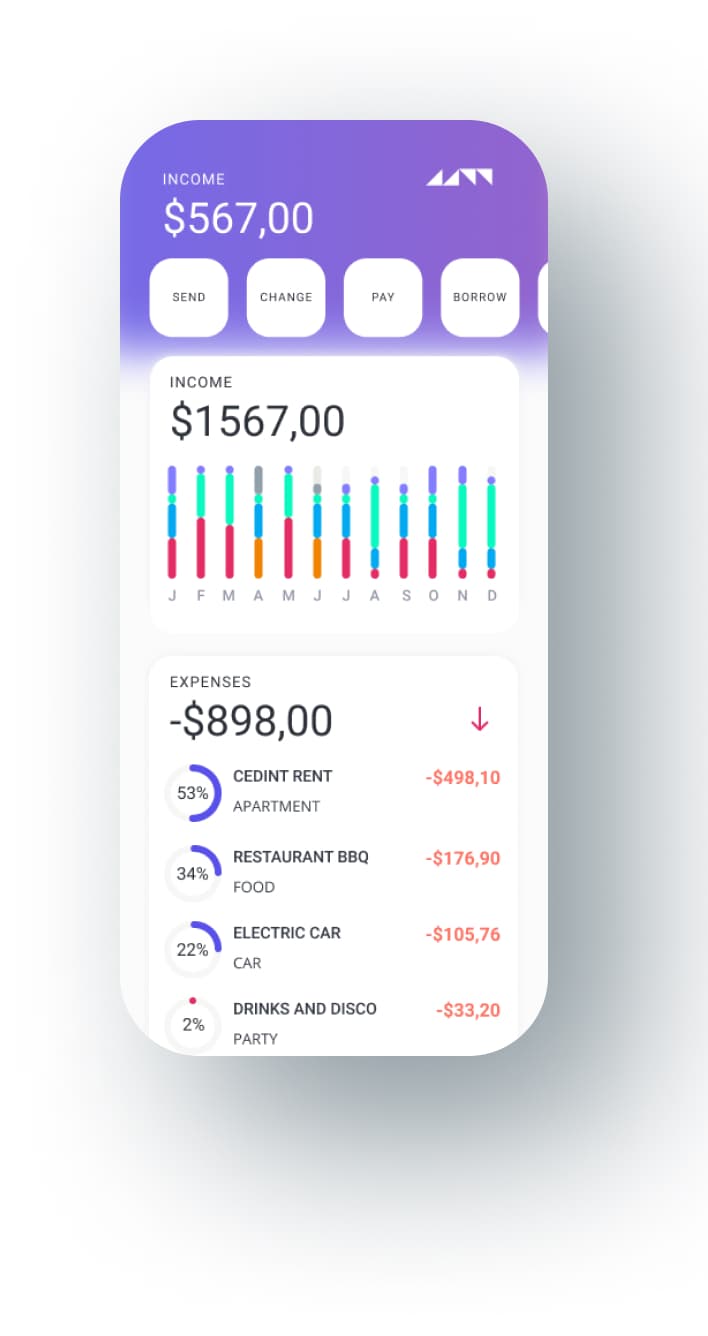 INCOME
$567,00
SEND CHANGE PAY BORROW
INCOME
$1567,00
J F M A M J J A S O N D
EXPENSES
-$898,00
53% CEDINT RENT -$498,10
APARTMENT
34% RESTAURANT BBQ -$176,90
FOOD
22% ELECTRIC CAR -$105,76
CAR
2% DRINKS AND DISCO -$33,20
PARTY